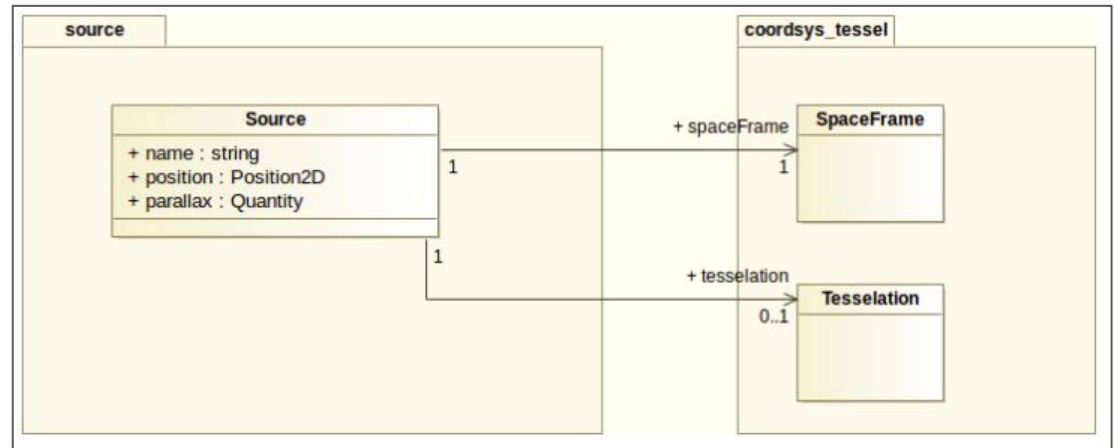 source
coordsys_tessel
Source
+ name : string
+ position : Position2D
+ parallax : Quantity
+ spaceFrame
1
1
SpaceFrame
1
+ tesselation
0..1
Tesselation